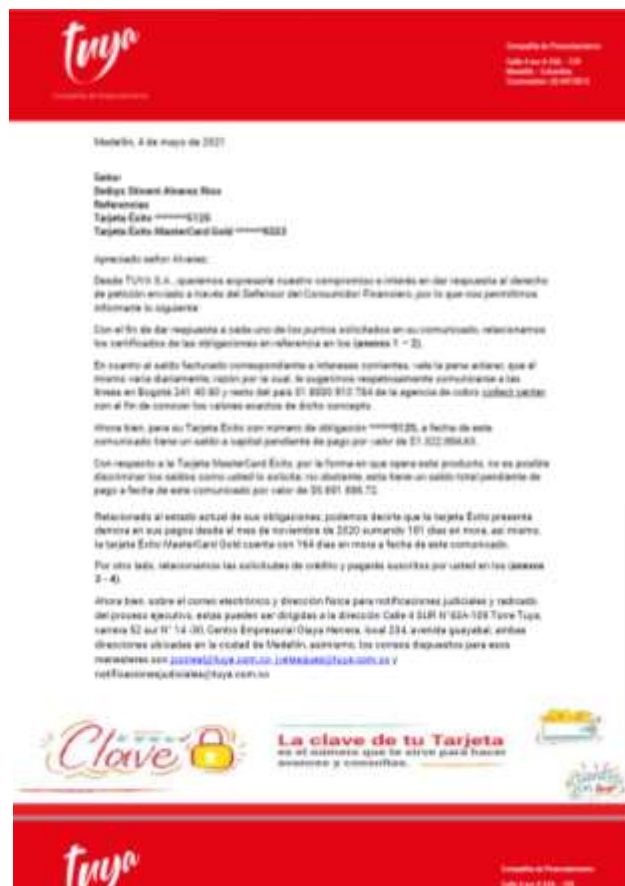 tuya
Compañía de Financiamiento
Compañía de Financiamiento
Medellín - Colombia
Medellín, 4 de mayo de 2021
Señor
Alvarez Rico
Referencias
Tarjeta Éxito ******5120
Tarjeta Éxito MasterCard Gold ******
Apreciado señor Alvarez:
Desde TUYA S.A., queremos expresarle nuestro compromiso e interés en dar respuesta al derecho
de petición enviado a través del Defensor del Consumidor Financiero, por lo que nos permitimos
informarle lo siguiente:
Con el fin de dar respuesta a cada uno de los puntos solicitados en su comunicado, relacionamos
los certificados de las obligaciones en referencia en los (anexos 1 – 2).
En cuanto al saldo facturado correspondiente a intereses corrientes, vale la pena aclarar, que el
mismo varía diariamente, razón por la cual, le sugerimos respetuosamente comunicarse a las
líneas en Bogotá y resto del país de la agencia de cobro collect center
con el fin de conocer los valores exactos de dicho concepto.
Ahora bien, para su Tarjeta Éxito con número de obligación ******5120, a fecha de este
comunicado tiene un saldo a capital pendiente de pago por valor de
Con respecto a la Tarjeta MasterCard Éxito, por la forma en que opera este producto, no es posible
discriminar los saldos como usted lo solicita; no obstante, esta tiene un saldo total pendiente de
pago a fecha de este comunicado por valor de
Relacionado al estado actual de sus obligaciones, podemos decirle que la tarjeta Éxito presenta
demora en sus pagos desde el mes de noviembre de 2020 sumando 181 días en mora, así mismo,
la tarjeta Éxito MasterCard Gold cuenta con 164 días en mora a fecha de este comunicado.
Por otro lado, relacionamos las solicitudes de crédito y pagarés suscritos por usted en los (anexos
3 - 4).
Ahora bien, sobre el correo electrónico y dirección física para notificaciones judiciales y radicado
del proceso ejecutivo, estas pueden ser dirigidas a la dirección Calle 4 SUR N° Torre Tuya,
carrera 52 sur N° 14 -30, Centro Empresarial Olaya Herrera, local 234, avenida guayabal, ambas
direcciones ubicadas en la ciudad de Medellín, asimismo, los correos dispuestos para esos
menesteres son y
notificacionesjudiciales@tuya.com.co
Clave
La clave de tu Tarjeta
es el número que te sirve para hacer
avances y consultas.
tuya
Compañía de Financiamiento